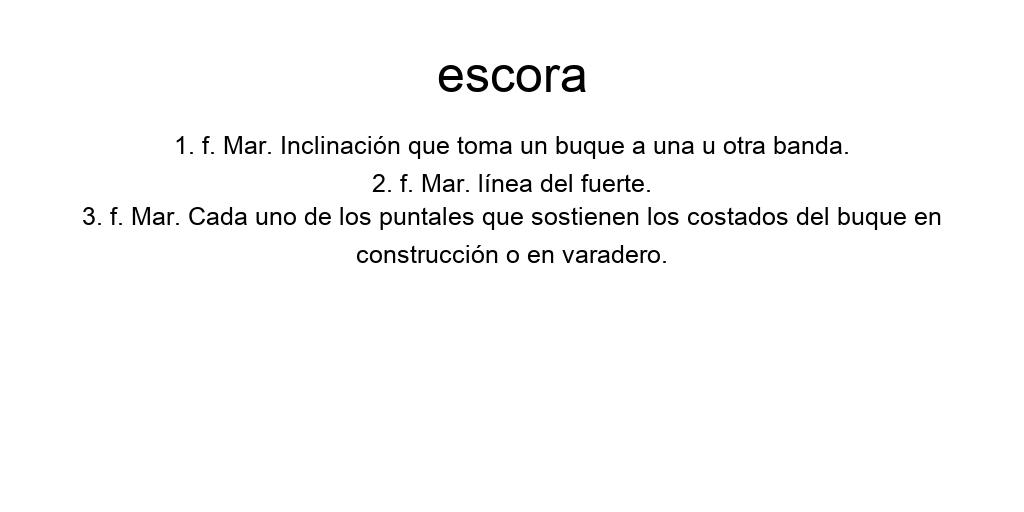 escora
1. f. Mar. Inclinación que toma un buque a una u otra banda.
2. f. Mar. línea del fuerte.
3. f. Mar. Cada uno de los puntales que sostienen los costados del buque en
construcción o en varadero.